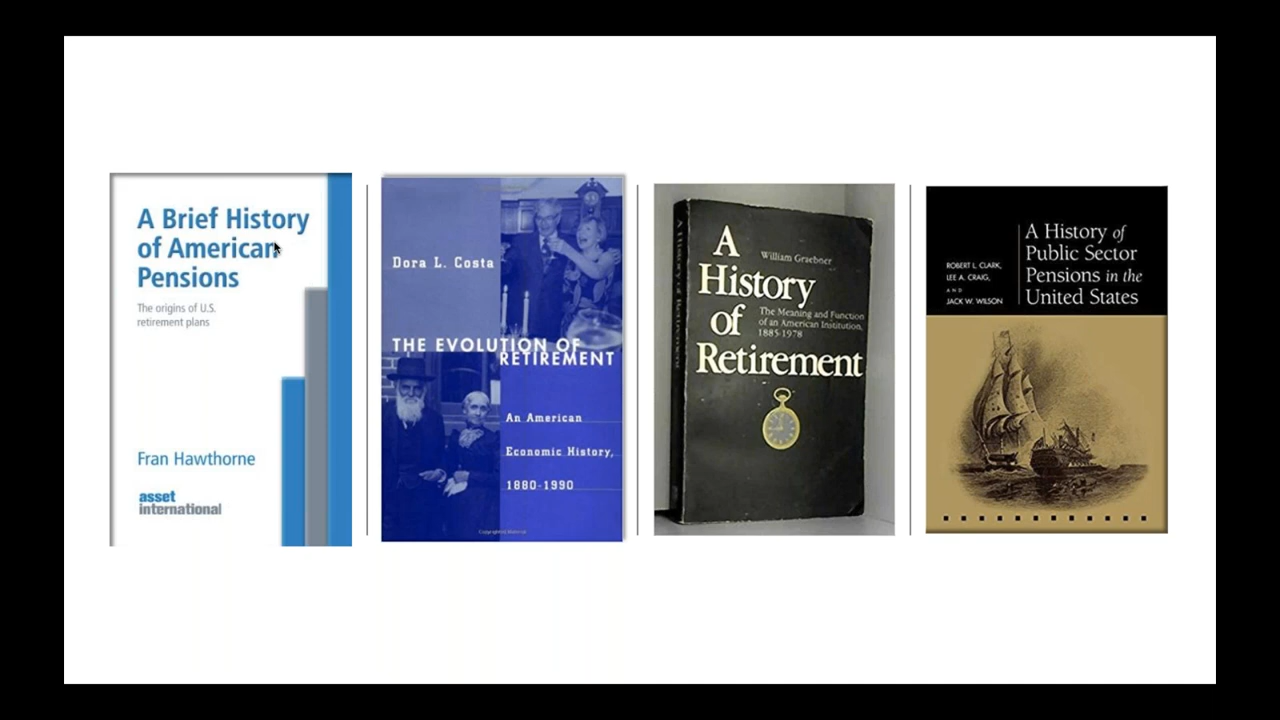 A Brief History
of American
Pensions
The origins of U.S.
retirement plans
Fran Hawthorne
asset
international
Dora L. Costa
THE EVOLUTION OF
RETIREMENT
An American
Economic History,
1880-1990
Copyrighted Material
A
History
of
Retirement
William Graebner
The Meaning and Function
of an American Institution,
1885-1978
A History of Retirement
ROBERT L. CLARK,
LEE A. CRAIG,
AND
JACK W. WILSON
A History of
Public Sector
Pensions in the
United States